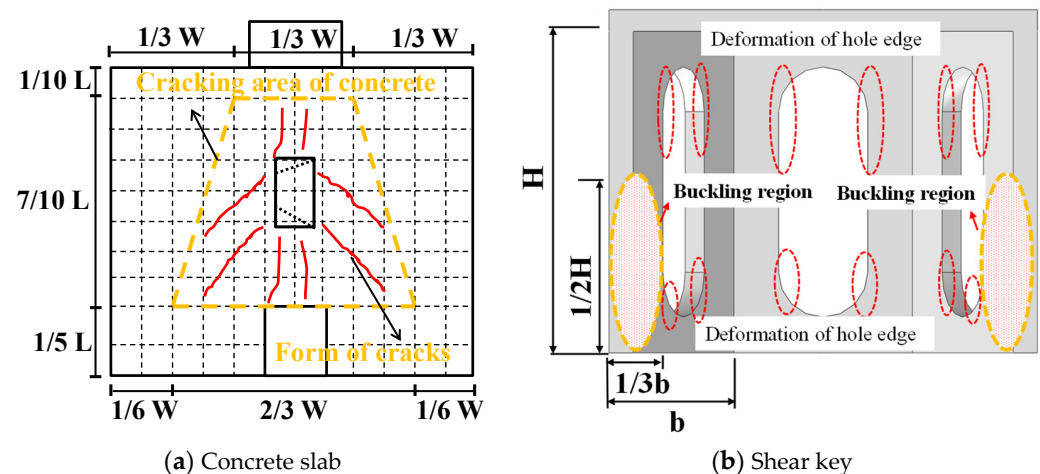 1/3 W
1/3 W
1/3 W
1/10 L
Cracking area of concrete
7/10 L
1/5 L
Form of cracks
1/6 W
2/3 W
1/6 W
(a) Concrete slab
Deformation of hole edge
H
Buckling region
Buckling region
1/2H
Deformation of hole edge
1/3b
b
(b) Shear key